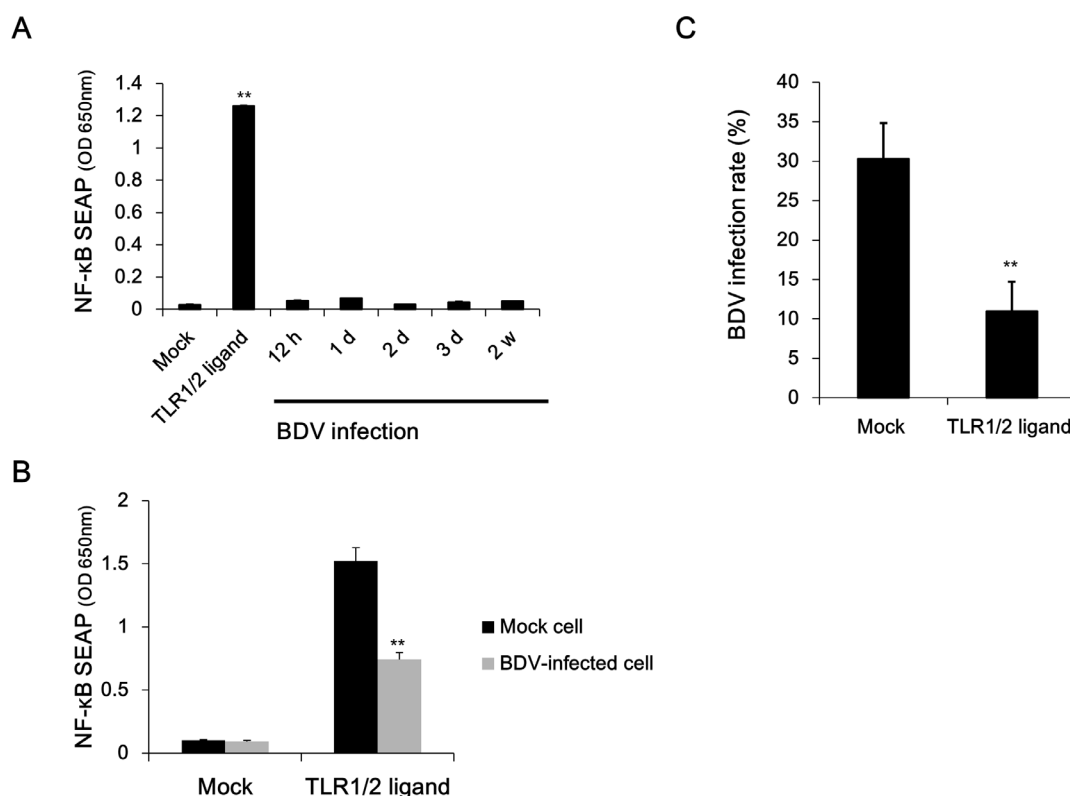 A
NF-κB SEAP (OD 650nm)
1.4
1.2
1
0.8
0.6
0.4
0.2
0
**
Mock
TLR1/2 ligand
12 h
1 d
2 d
3 d
2 w
BDV infection
C
BDV infection rate (%)
40
35
30
25
20
15
10
5
0
**
Mock
TLR1/2 ligand
B
NF-κB SEAP (OD 650nm)
2
1.5
1
0.5
0
**
Mock
TLR1/2 ligand
Mock cell
BDV-infected cell